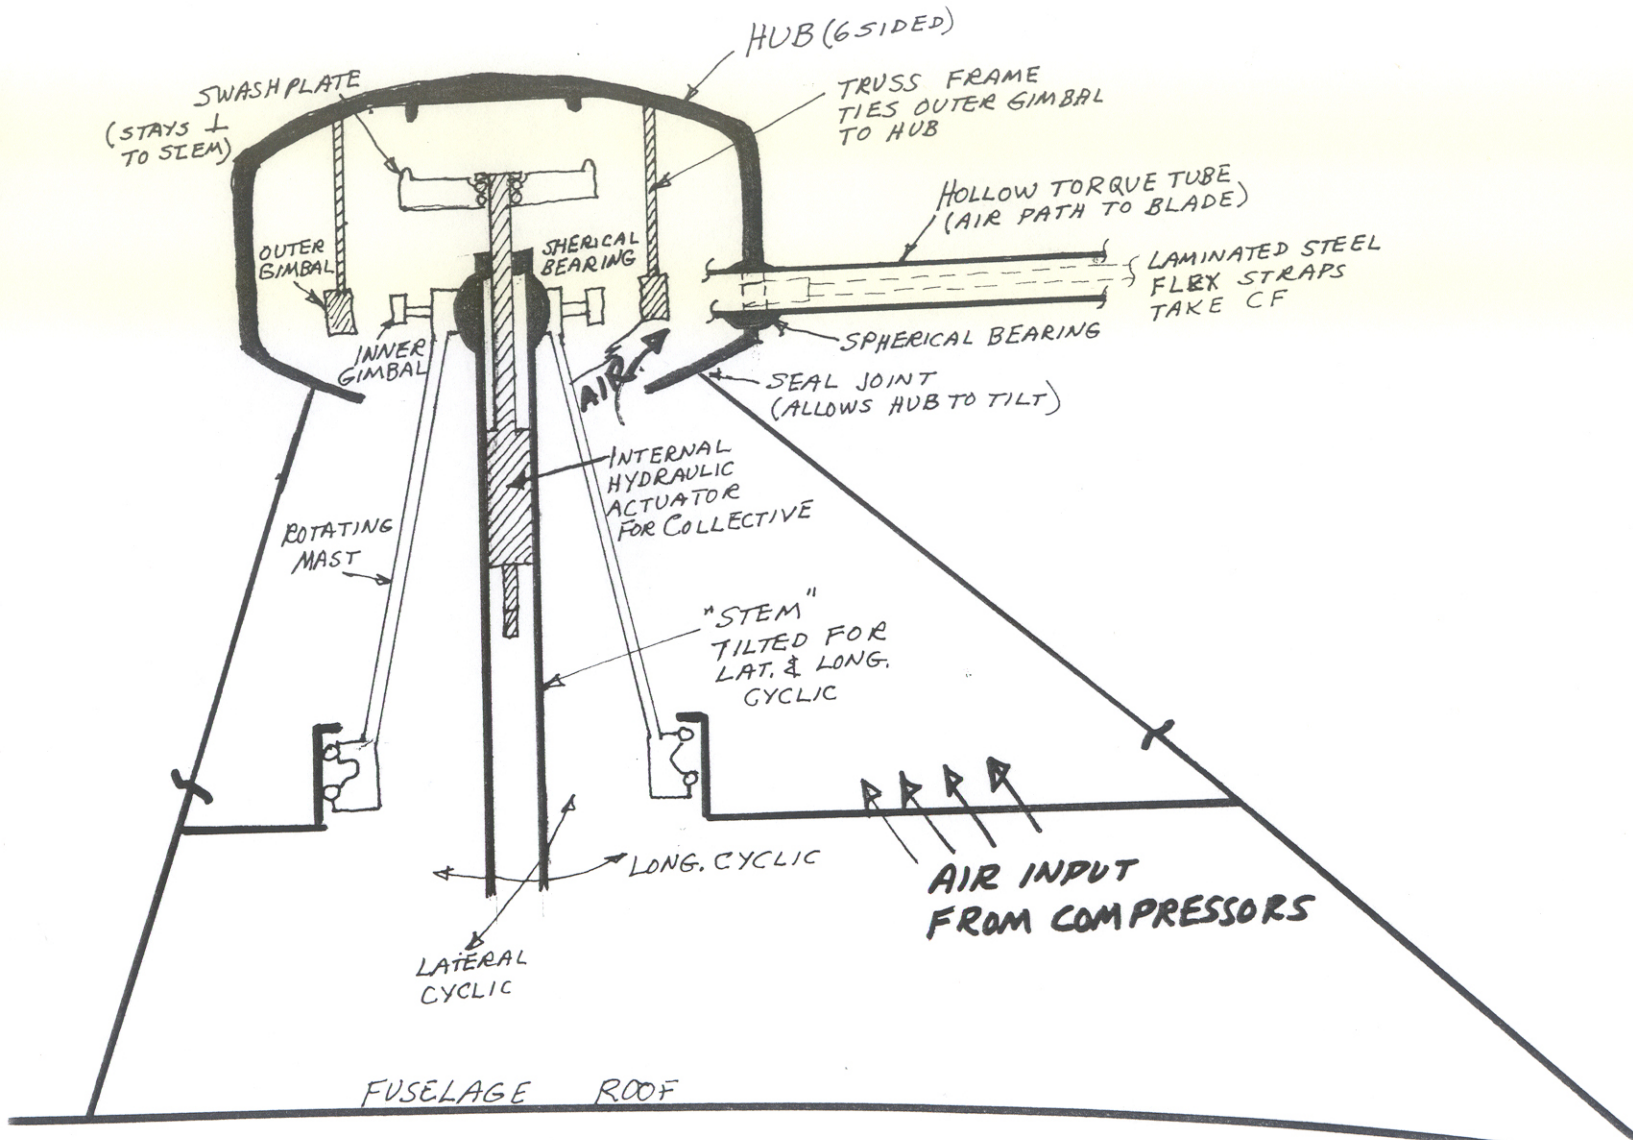 HUB (6 SIDED)
SWASHPLATE
(STAYS ⊥
TO STEM)
TRUSS FRAME
TIES OUTER GIMBAL
TO HUB
HOLLOW TORQUE TUBE
(AIR PATH TO BLADE)
OUTER
GIMBAL
SHERICAL
BEARING
LAMINATED STEEL
FLEX STRAPS
TAKE CF
INNER
GIMBAL
SPHERICAL BEARING
AIR
SEAL JOINT
(ALLOWS HUB TO TILT)
INTERNAL
HYDRAULIC
ACTUATOR
FOR COLLECTIVE
ROTATING
MAST
"STEM"
TILTED FOR
LAT. & LONG.
CYCLIC
LONG. CYCLIC
AIR INPUT
FROM COMPRESSORS
LATERAL
CYCLIC
FUSELAGE ROOF